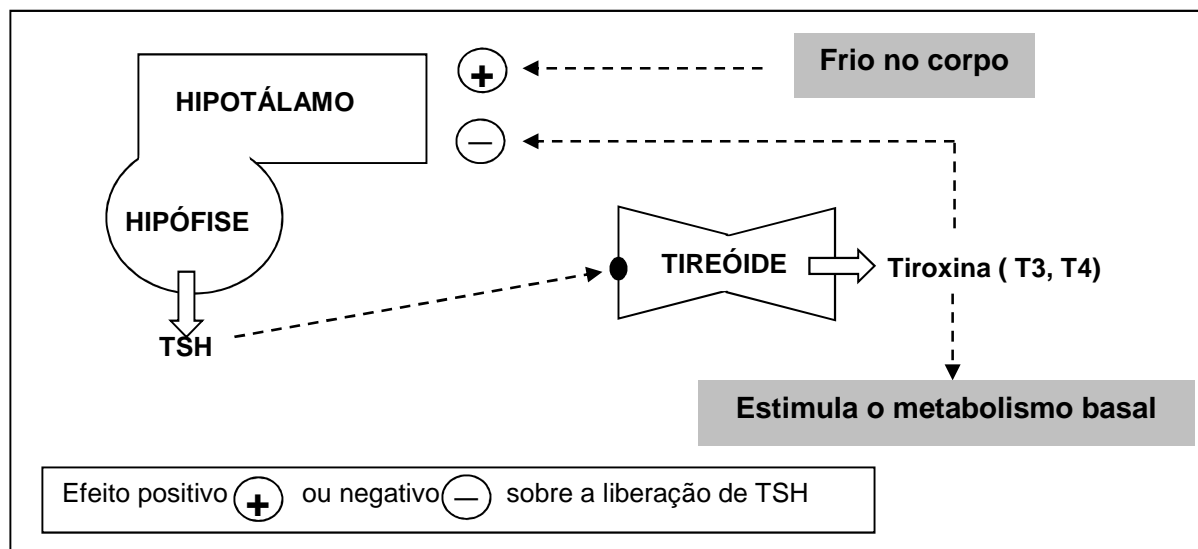 Frio no corpo
+
HIPOTÁLAMO
−
HIPÓFISE
TIREÓIDE
Tiroxina ( T3, T4)
TSH
Estimula o metabolismo basal
Efeito positivo + ou negativo − sobre a liberação de TSH